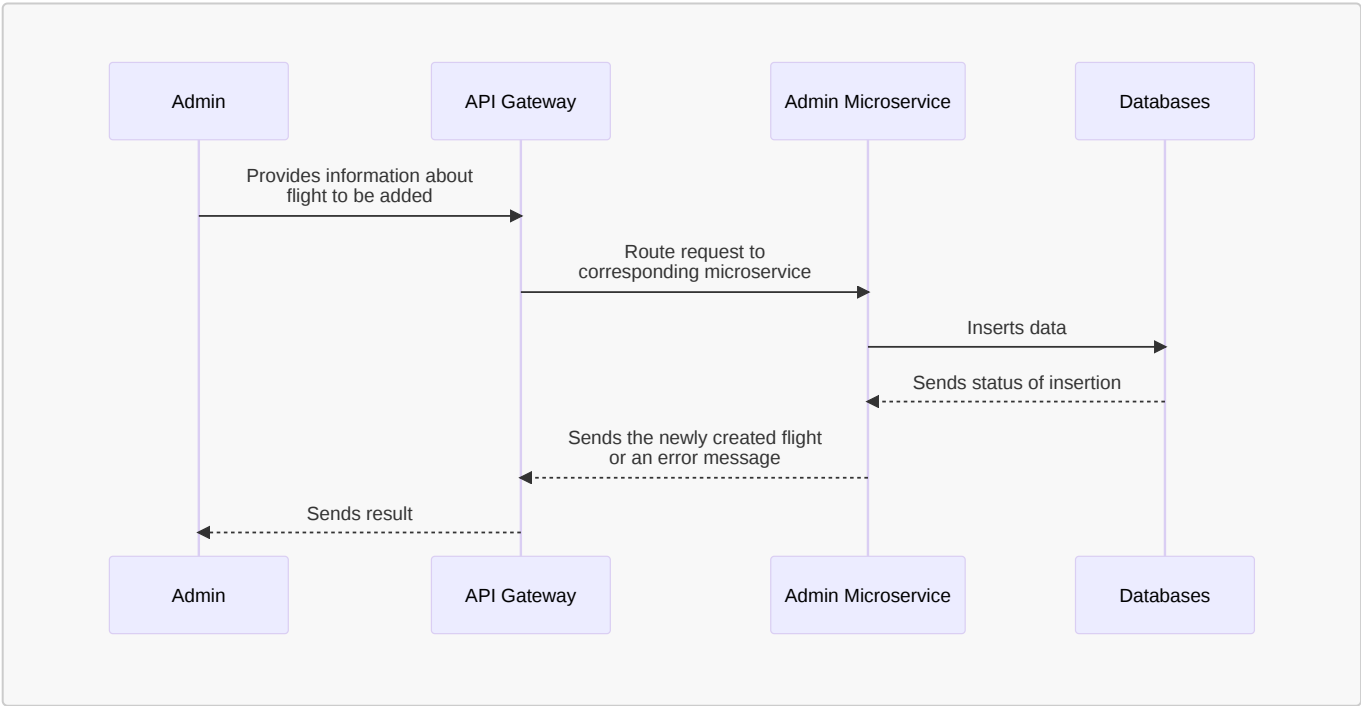 Admin
API Gateway
Admin Microservice
Databases
Provides information about
flight to be added
Route request to
corresponding microservice
Inserts data
Sends status of insertion
Sends the newly created flight
or an error message
Sends result
Admin
API Gateway
Admin Microservice
Databases